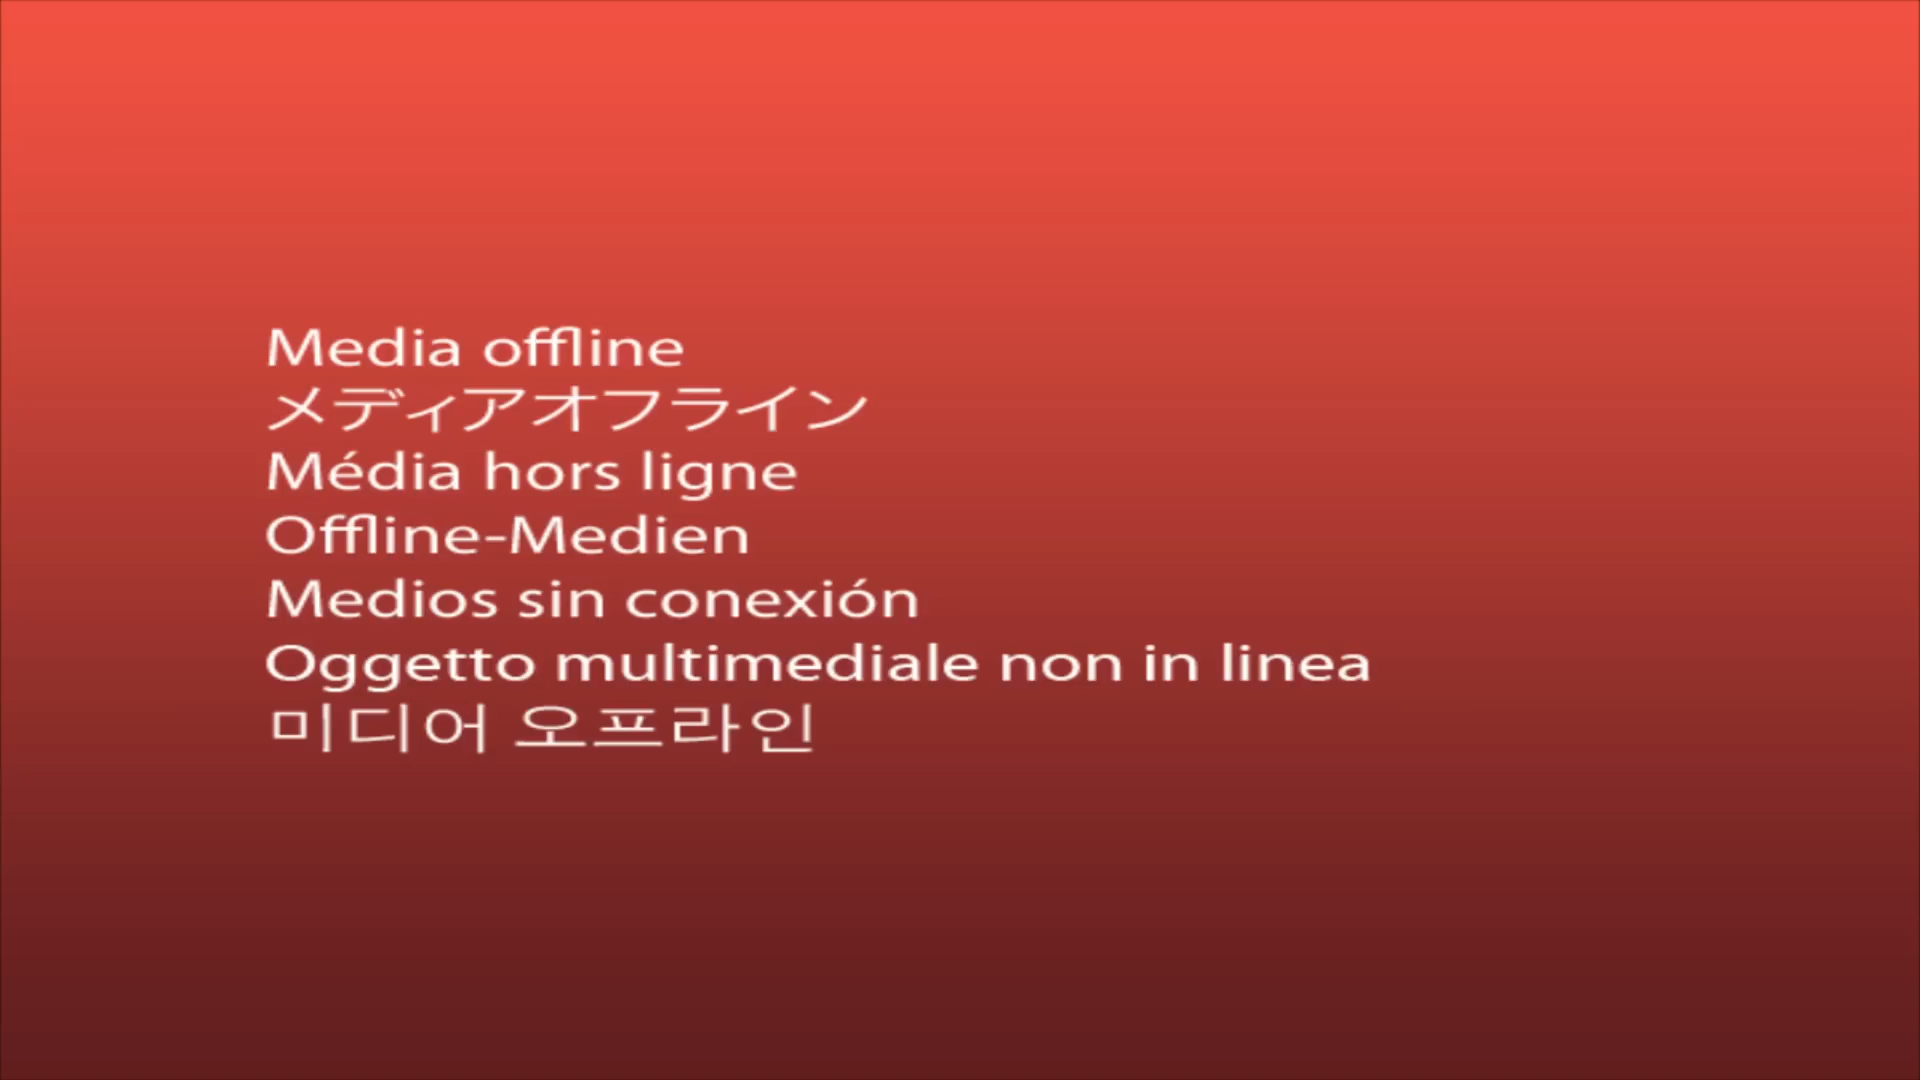 Media offline
メディアオフライン
Média hors ligne
Offline-Medien
Medios sin conexión
Oggetto multimediale non in linea
미디어 오프라인